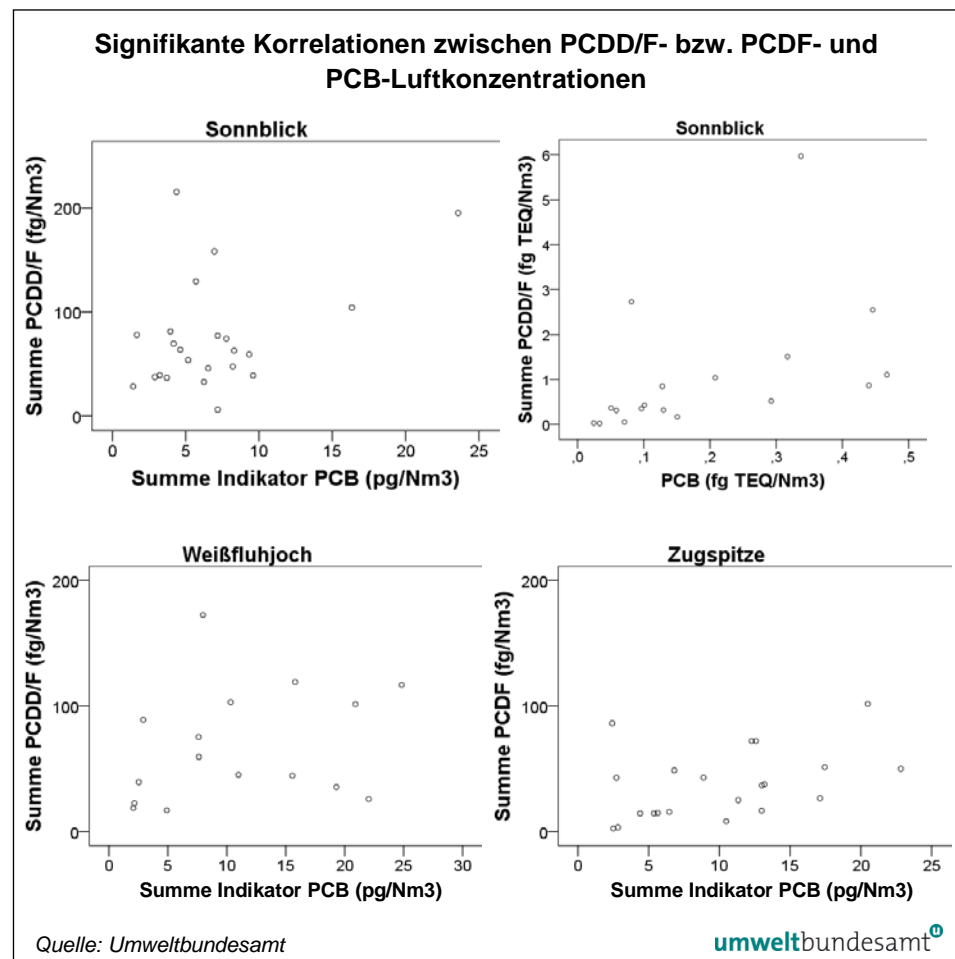 Signifikante Korrelationen zwischen PCDD/F- bzw. PCDF- und
PCB-Luftkonzentrationen
Sonnblick
Summe PCDD/F (fg/Nm3)
200
100
0
0 5 10 15 20 25
Summe Indikator PCB (pg/Nm3)
Sonnblick
Summe PCDD/F (fg TEQ/Nm3)
6
5
4
3
2
1
0
,0 ,1 ,2 ,3 ,4 ,5
PCB (fg TEQ/Nm3)
Weißfluhjoch
Summe PCDD/F (fg/Nm3)
200
100
0
0 5 10 15 20 25 30
Summe Indikator PCB (pg/Nm3)
Zugspitze
Summe PCDF (fg/Nm3)
200
100
0
0 5 10 15 20 25
Summe Indikator PCB (pg/Nm3)
Quelle: Umweltbundesamt
umweltbundesamt u